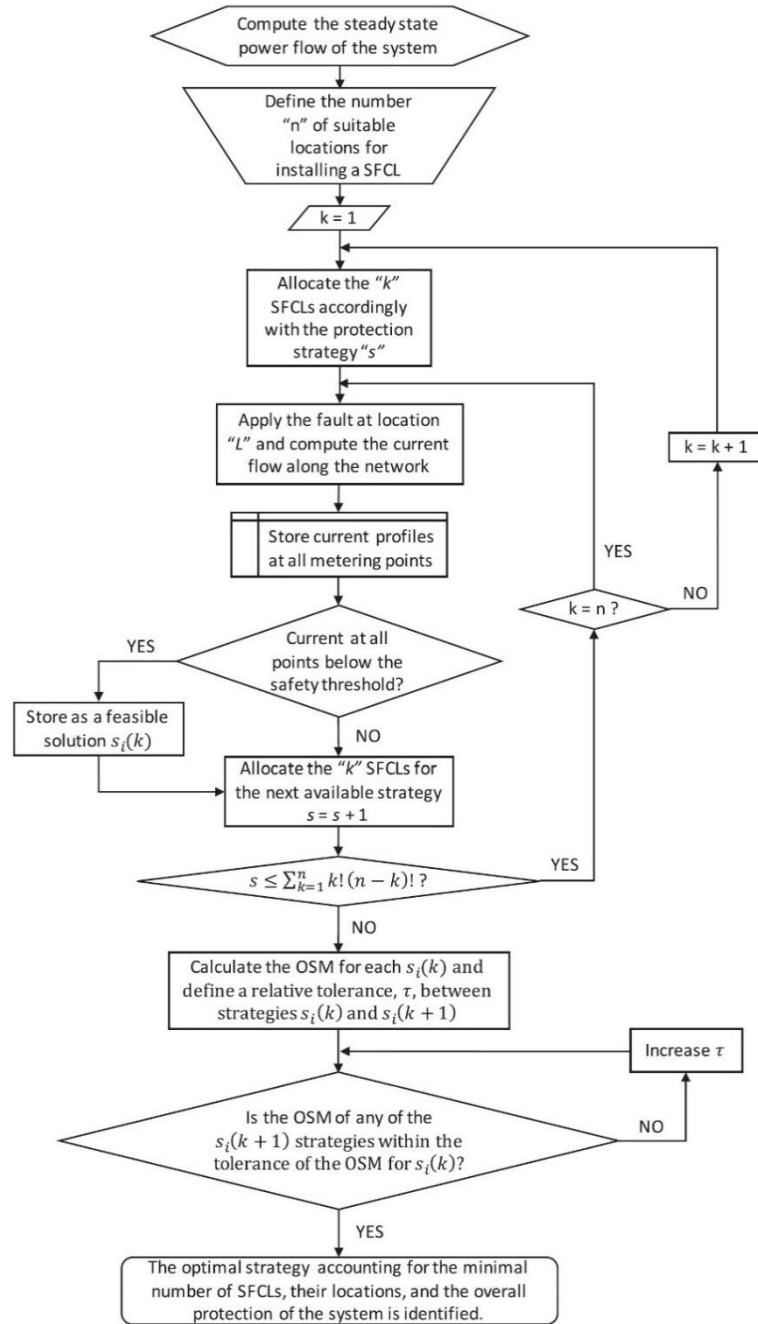 Compute the steady state
power flow of the system
Define the number
“n” of suitable
locations for
installing a SFCL
k = 1
Allocate the “k”
SFCLs accordingly
with the protection
strategy “s”
Apply the fault at location
“L” and compute the current
flow along the network
k = k + 1
Store current profiles
at all metering points
YES
k = n ?
NO
YES
Current at all
points below the
safety threshold?
Store as a feasible
solution s_i(k)
NO
Allocate the “k” SFCLs for
the next available strategy
s = s + 1
YES
s ≤ ∑_{k=1}^{n} k! (n − k)! ?
NO
Calculate the OSM for each s_i(k) and
define a relative tolerance, τ, between
strategies s_i(k) and s_i(k + 1)
Increase τ
Is the OSM of any of the
s_i(k + 1) strategies within the
tolerance of the OSM for s_i(k)?
NO
YES
The optimal strategy accounting for the minimal
number of SFCLs, their locations, and the overall
protection of the system is identified.